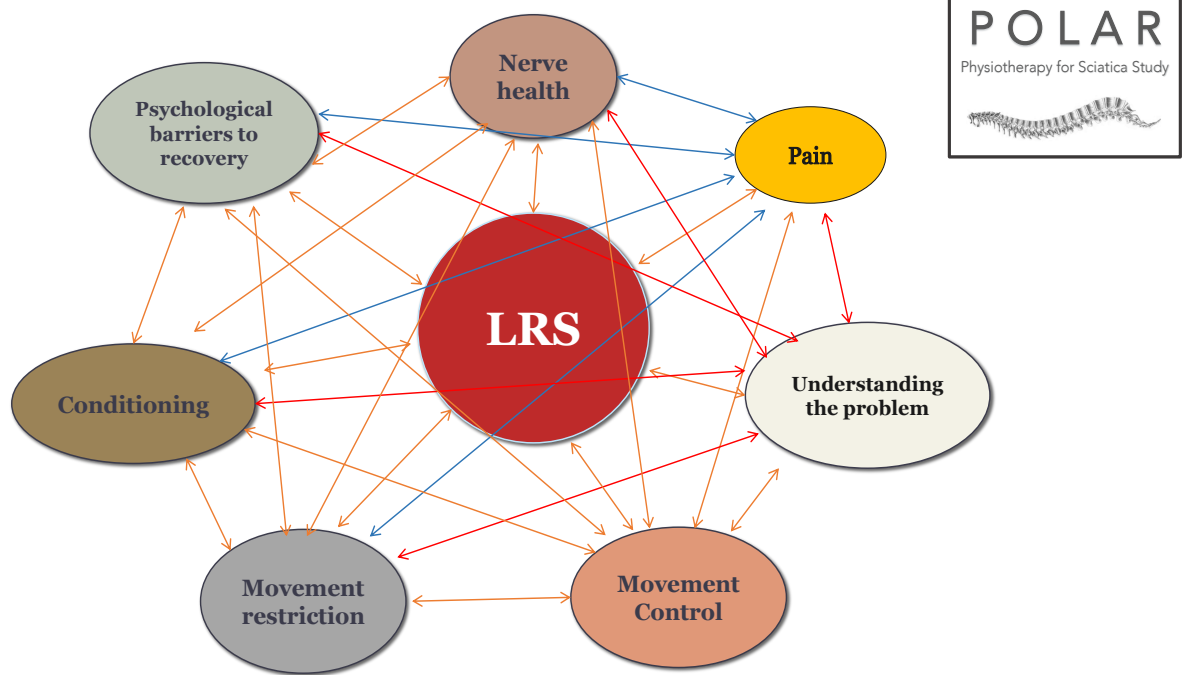 POLAR
Physiotherapy for Sciatica Study
Nerve
health
Psychological
barriers to
recovery
Pain
LRS
Understanding
the problem
Conditioning
Movement
restriction
Movement
Control